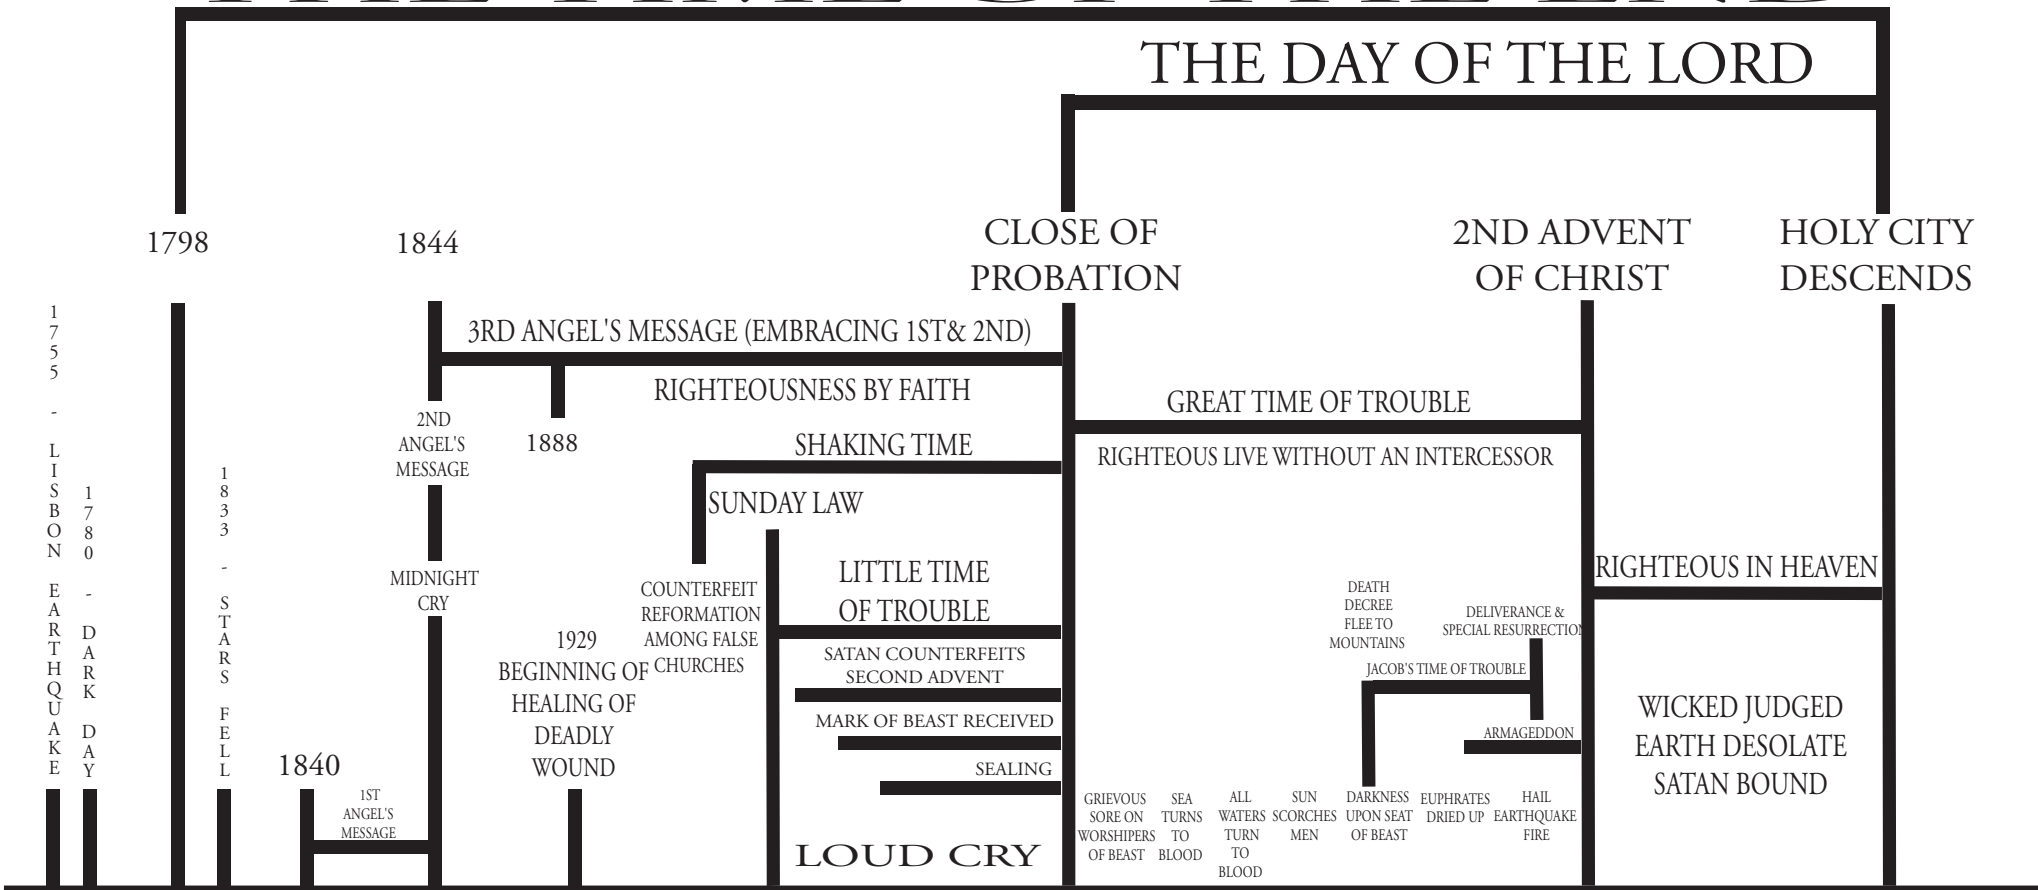 THE TIME OF THE END
THE DAY OF THE LORD
1798
1844
CLOSE OF
PROBATION
2ND ADVENT
OF CHRIST
HOLY CITY
DESCENDS
1755 - LISBON EARTHQUAKE
1780 - DARK DAY
1833 - STARS FELL
1840
1ST
ANGEL'S
MESSAGE
2ND
ANGEL'S
MESSAGE
MIDNIGHT
CRY
3RD ANGEL'S MESSAGE (EMBRACING 1ST& 2ND)
RIGHTEOUSNESS BY FAITH
1888
1929
BEGINNING OF
HEALING OF
DEADLY
WOUND
SHAKING TIME
SUNDAY LAW
COUNTERFEIT
REFORMATION
AMONG FALSE
CHURCHES
LITTLE TIME
OF TROUBLE
SATAN COUNTERFEITS
SECOND ADVENT
MARK OF BEAST RECEIVED
SEALING
LOUD CRY
GREAT TIME OF TROUBLE
RIGHTEOUS LIVE WITHOUT AN INTERCESSOR
DEATH
DECREE
FLEE TO
MOUNTAINS
DELIVERANCE &
SPECIAL RESURRECTION
JACOB'S TIME OF TROUBLE
ARMAGEDDON
GRIEVOUS
SORE ON
WORSHIPERS
OF BEAST
SEA
TURNS
TO
BLOOD
ALL
WATERS
TURN
TO
BLOOD
SUN
SCORCHES
MEN
DARKNESS
UPON SEAT
OF BEAST
EUPHRATES
DRIED UP
HAIL
EARTHQUAKE
FIRE
RIGHTEOUS IN HEAVEN
WICKED JUDGED
EARTH DESOLATE
SATAN BOUND